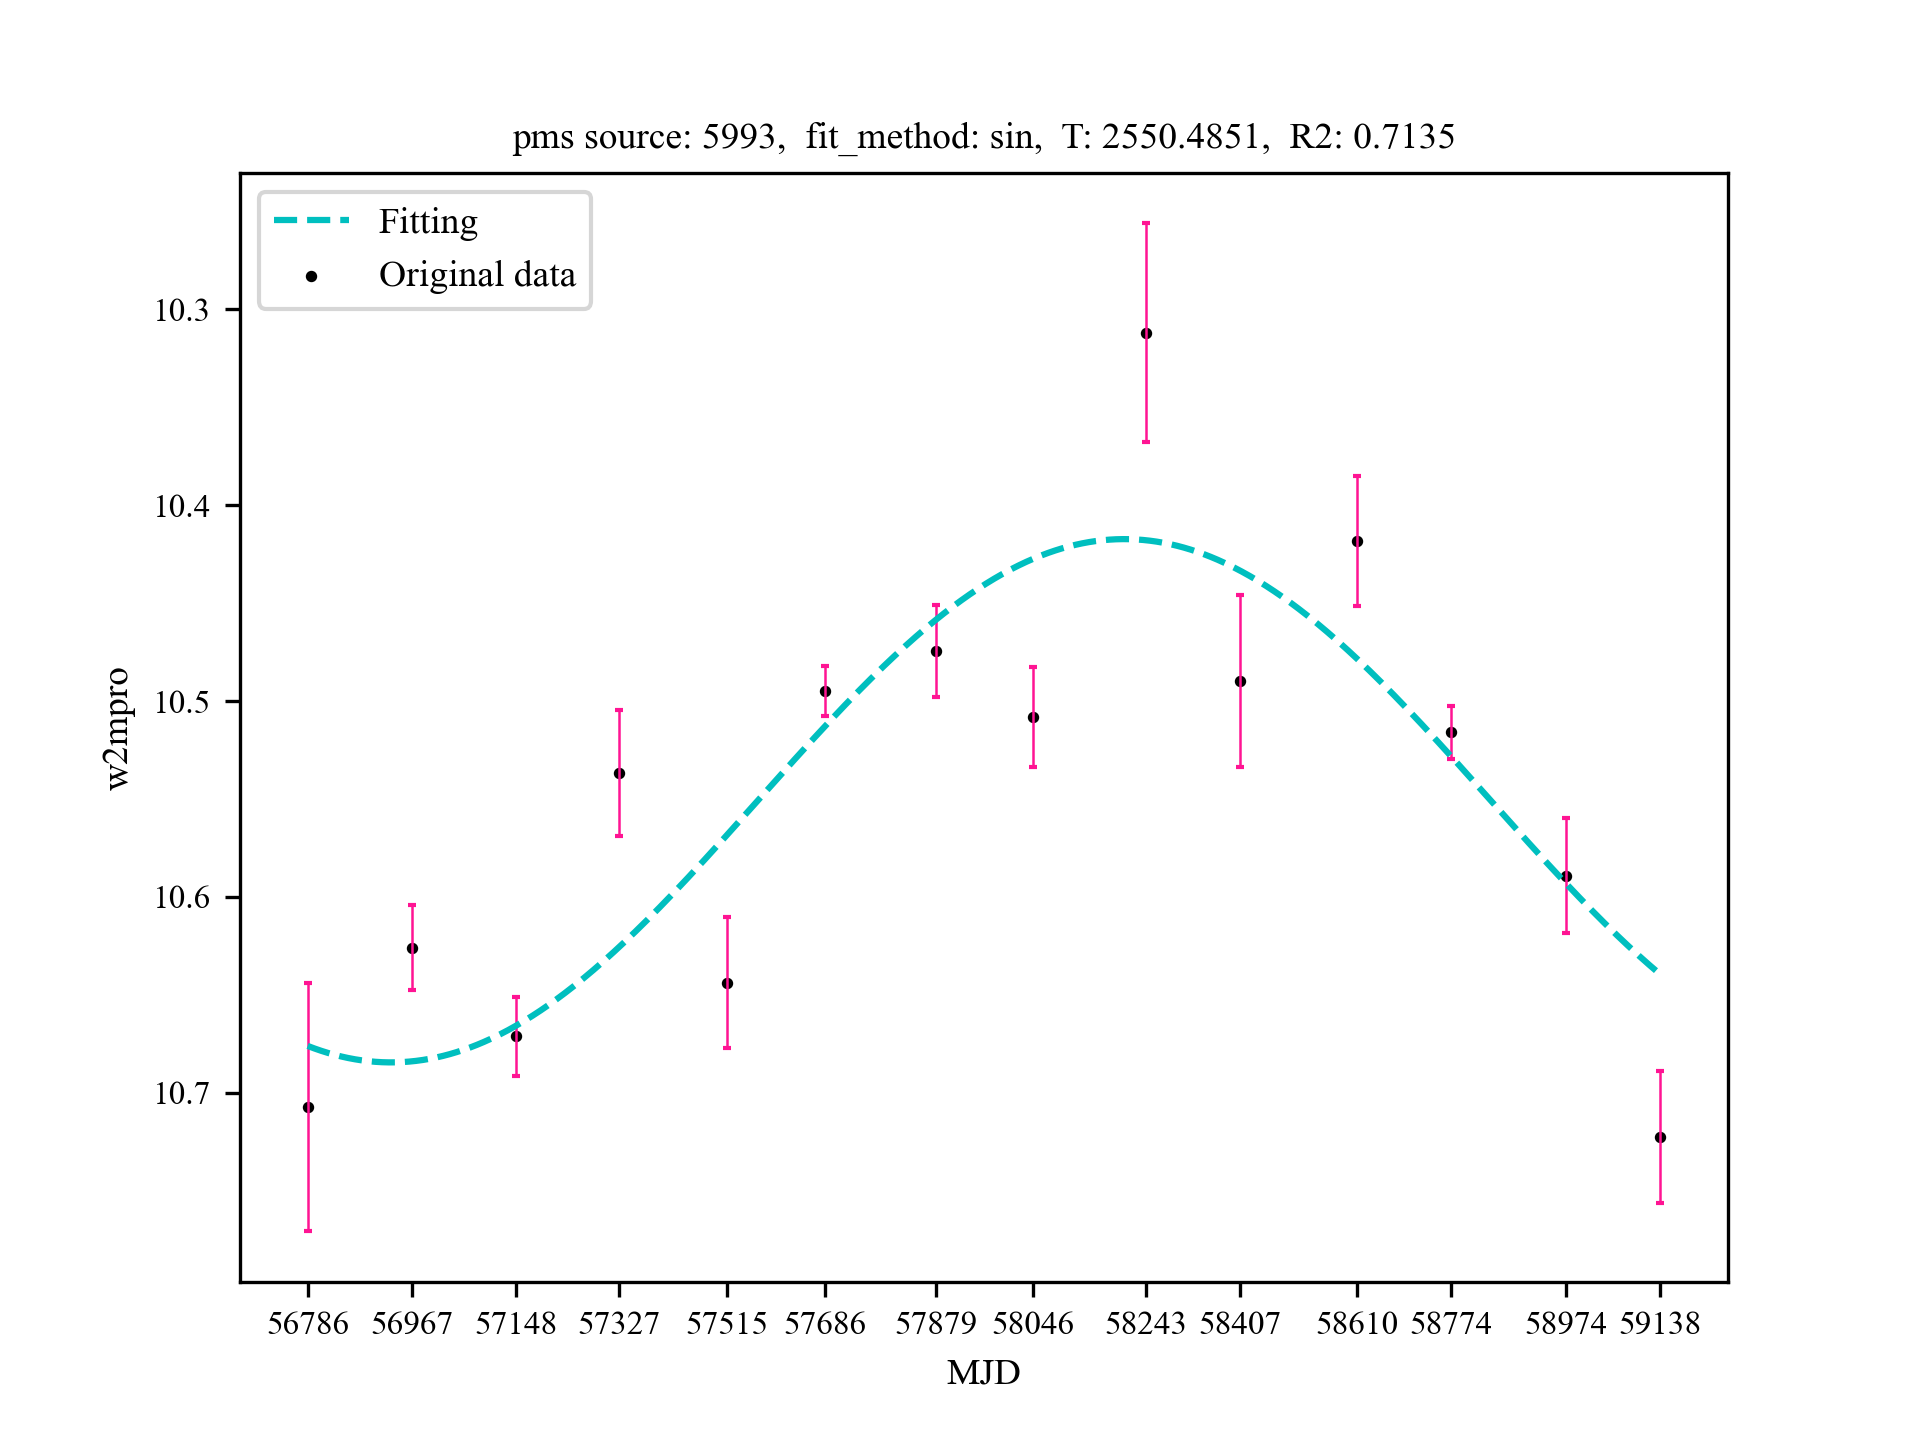 pms source: 5993, fit_method: sin, T: 2550.4851, R2: 0.7135
Fitting
Original data
10.3
10.4
10.5
10.6
10.7
w2mpro
56786 56967 57148 57327 57515 57686 57879 58046 58243 58407 58610 58774 58974 59138
MJD